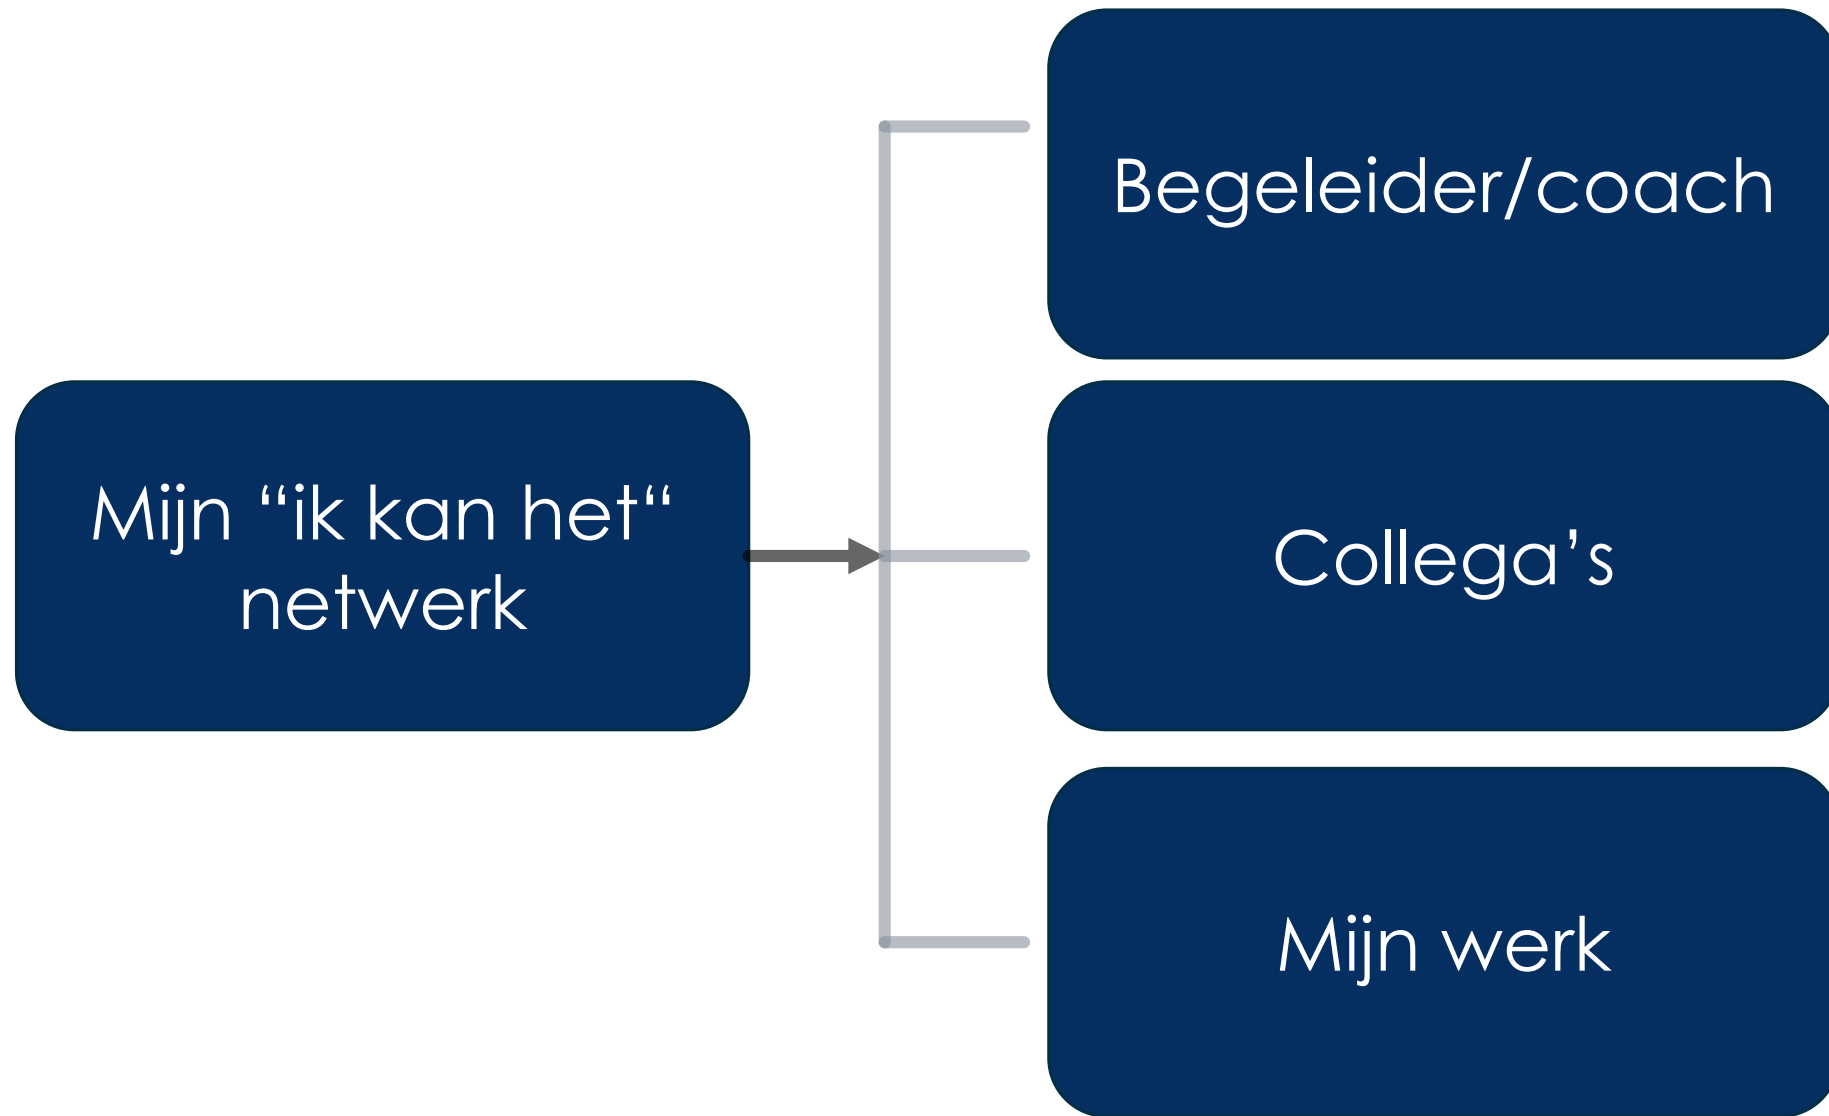 Begeleider/coach
Mijn “ik kan het“
netwerk
Collega’s
Mijn werk